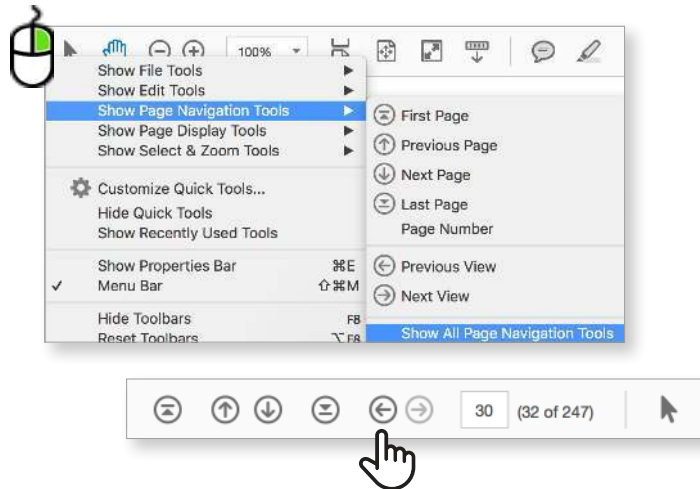 100%
Show File Tools
Show Edit Tools
Show Page Navigation Tools
Show Page Display Tools
Show Select & Zoom Tools
Customize Quick Tools...
Hide Quick Tools
Show Recently Used Tools
Show Properties Bar ⌘E
✓ Menu Bar ⇧⌘M
Hide Toolbars F8
Reset Toolbars ⌥F8
First Page
Previous Page
Next Page
Last Page
Page Number
Previous View
Next View
Show All Page Navigation Tools
30 (32 of 247)